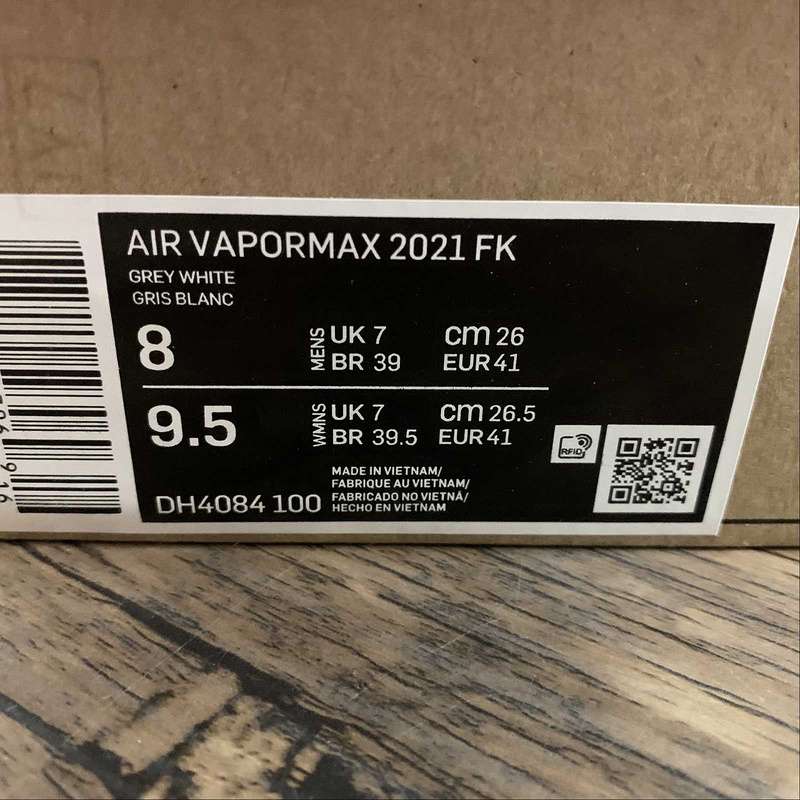 AIR VAPORMAX 2021 FK
GREY WHITE
GRIS BLANC
8 MENS UK 7 cm 26
BR 39 EUR 41
9.5 WMNS UK 7 cm 26.5
BR 39.5 EUR 41
RFID
DH4084 100
MADE IN VIETNAM/
FABRIQUE AU VIETNAM/
FABRICADO NO VIETNÃ/
HECHO EN VIETNAM